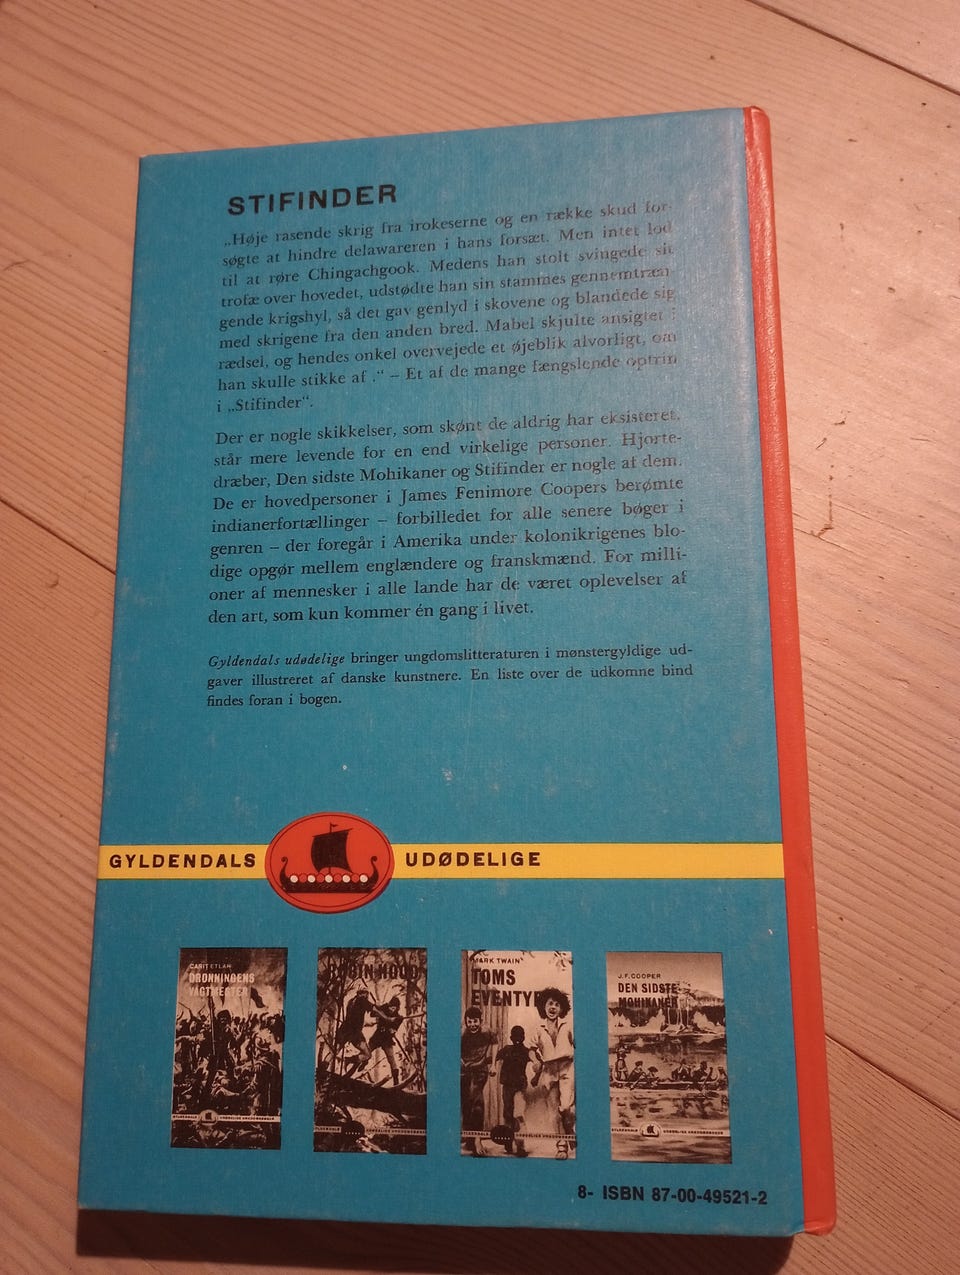 STIFINDER
„Høje rasende skrig fra irokeserne og en række skud for-
søgte at hindre delawareren i hans forsæt. Men intet lod
til at røre Chingachgook. Medens han stolt svingede sit
trofæ over hovedet, udstødte han sin stammes gennemtræn
gende krigshyl, så det gav genlyd i skovene og blandede sig
med skrigene fra den anden bred. Mabel skjulte ansigtet i
rædsel, og hendes onkel overvejede et øjeblik alvorligt, om
han skulle stikke af .“ – Et af de mange fængslende optrin
i „Stifinder“.
Der er nogle skikkelser, som skønt de aldrig har eksisteret,
står mere levende for en end virkelige personer. Hjorte-
dræber, Den sidste Mohikaner og Stifinder er nogle af dem.
De er hovedpersoner i James Fenimore Coopers berømte
indianerfortællinger – forbilledet for alle senere bøger i
genren – der foregår i Amerika under kolonikrigenes blo-
dige opgør mellem englændere og franskmænd. For milli-
oner af mennesker i alle lande har de været oplevelser af
den art, som kun kommer én gang i livet.
Gyldendals udødelige bringer ungdomslitteraturen i mønstergyldige ud-
gaver illustreret af danske kunstnere. En liste over de udkomne bind
findes foran i bogen.
GYLDENDALS UDØDELIGE
CARIT ETLAR
DRONNINGENS
VAGTMESTER
ROBIN HOOD
MARK TWAIN
TOMS
EVENTYR
J.F. COOPER
DEN SIDSTE
MOHIKANER
8- ISBN 87-00-49521-2